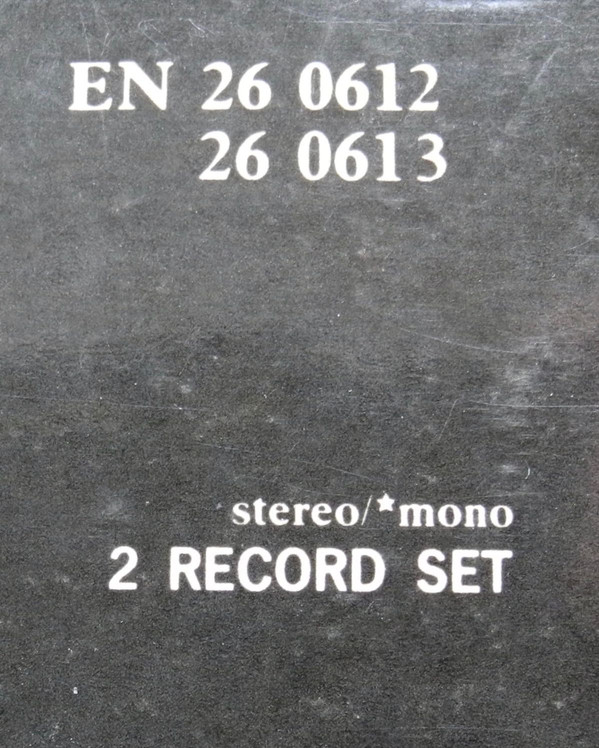 EN 26 0612
26 0613
stereo/★mono
2 RECORD SET